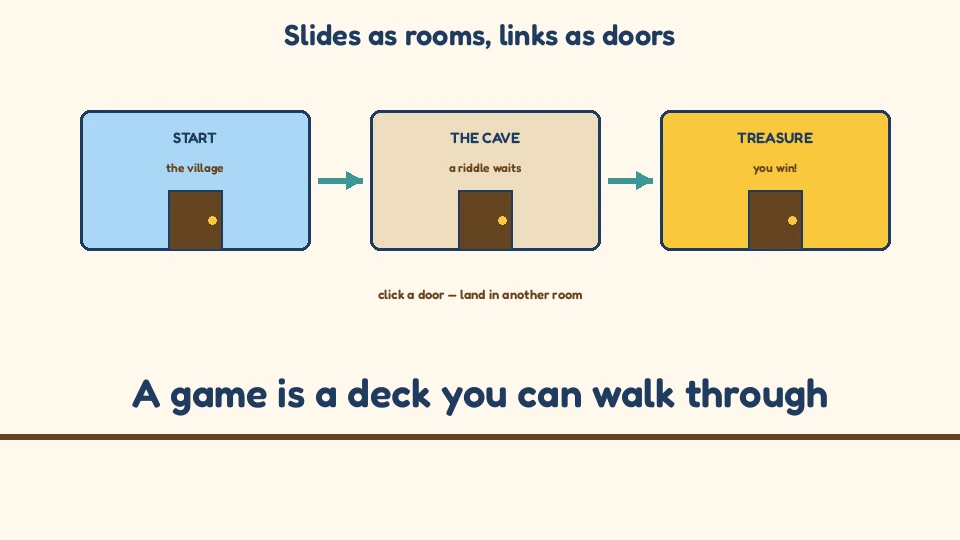 Slides as rooms, links as doors
START
the village
THE CAVE
a riddle waits
TREASURE
you win!
click a door — land in another room
A game is a deck you can walk through